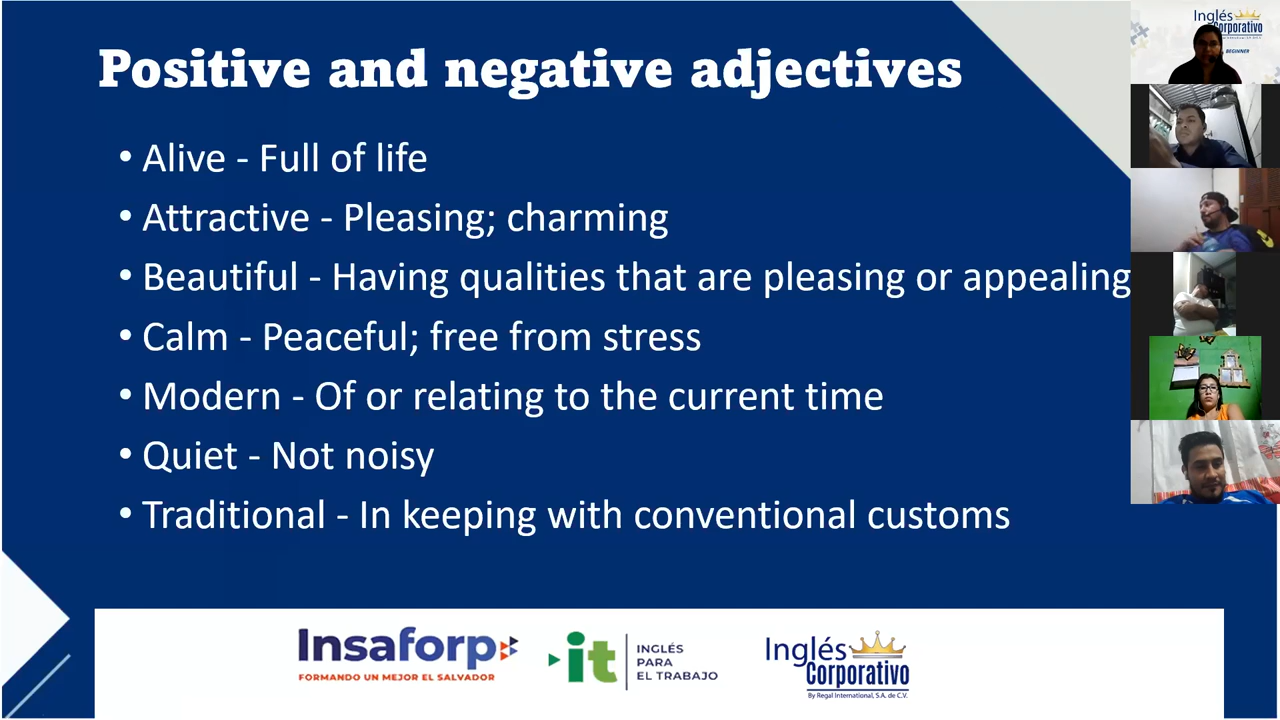 Positive and negative adjectives
• Alive - Full of life
• Attractive - Pleasing; charming
• Beautiful - Having qualities that are pleasing or appealing
• Calm - Peaceful; free from stress
• Modern - Of or relating to the current time
• Quiet - Not noisy
• Traditional - In keeping with conventional customs
Insaforp
FORMANDO UN MEJOR EL SALVADOR
it
INGLÉS
PARA
EL TRABAJO
Inglés
Corporativo
By Regal International, S.A. de C.V.
Inglés
Corporativo
BEGINNER